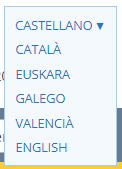 CASTELLANO ▼
CATALÀ
EUSKARA
GALEGO
VALENCIÀ
ENGLISH